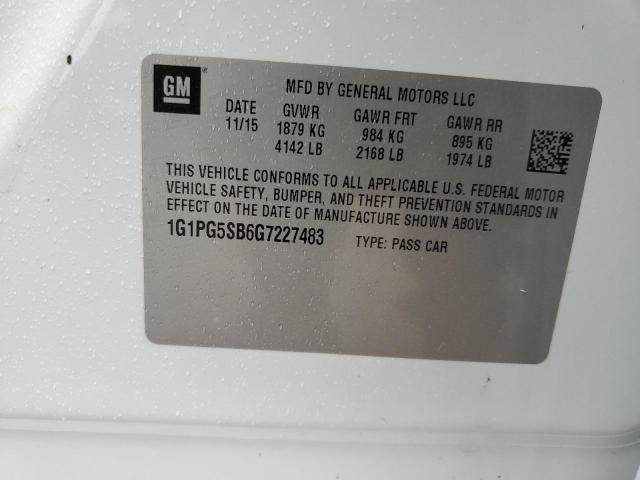 GM
MFD BY GENERAL MOTORS LLC
DATE GVWR GAWR FRT GAWR RR
11/15 1879 KG 984 KG 895 KG
4142 LB 2168 LB 1974 LB
THIS VEHICLE CONFORMS TO ALL APPLICABLE U.S. FEDERAL MOTOR
VEHICLE SAFETY, BUMPER, AND THEFT PREVENTION STANDARDS IN
EFFECT ON THE DATE OF MANUFACTURE SHOWN ABOVE.
1G1PG5SB6G7227483 TYPE: PASS CAR